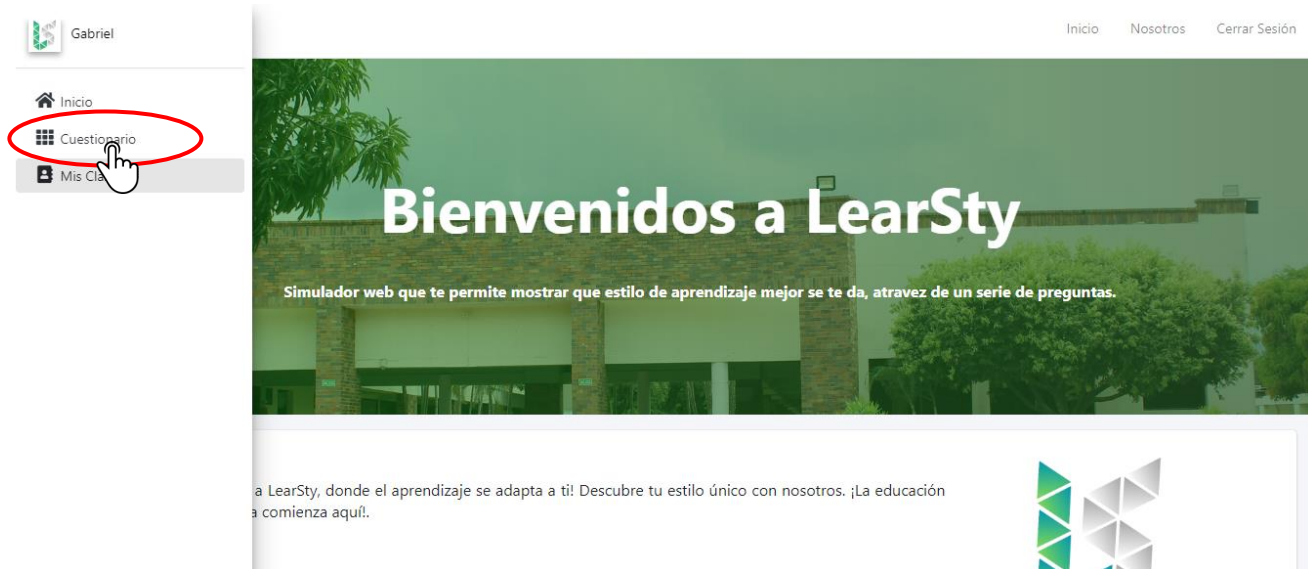 Gabriel
Inicio Nosotros Cerrar Sesión
Inicio
Cuestionario
Mis
Bienvenidos a LearSty
Simulador web que te permite mostrar que estilo de aprendizaje mejor se te da, atravez de un serie de preguntas.
a LearSty, donde el aprendizaje se adapta a ti! Descubre tu estilo único con nosotros. ¡La educación
a comienza aquí!.